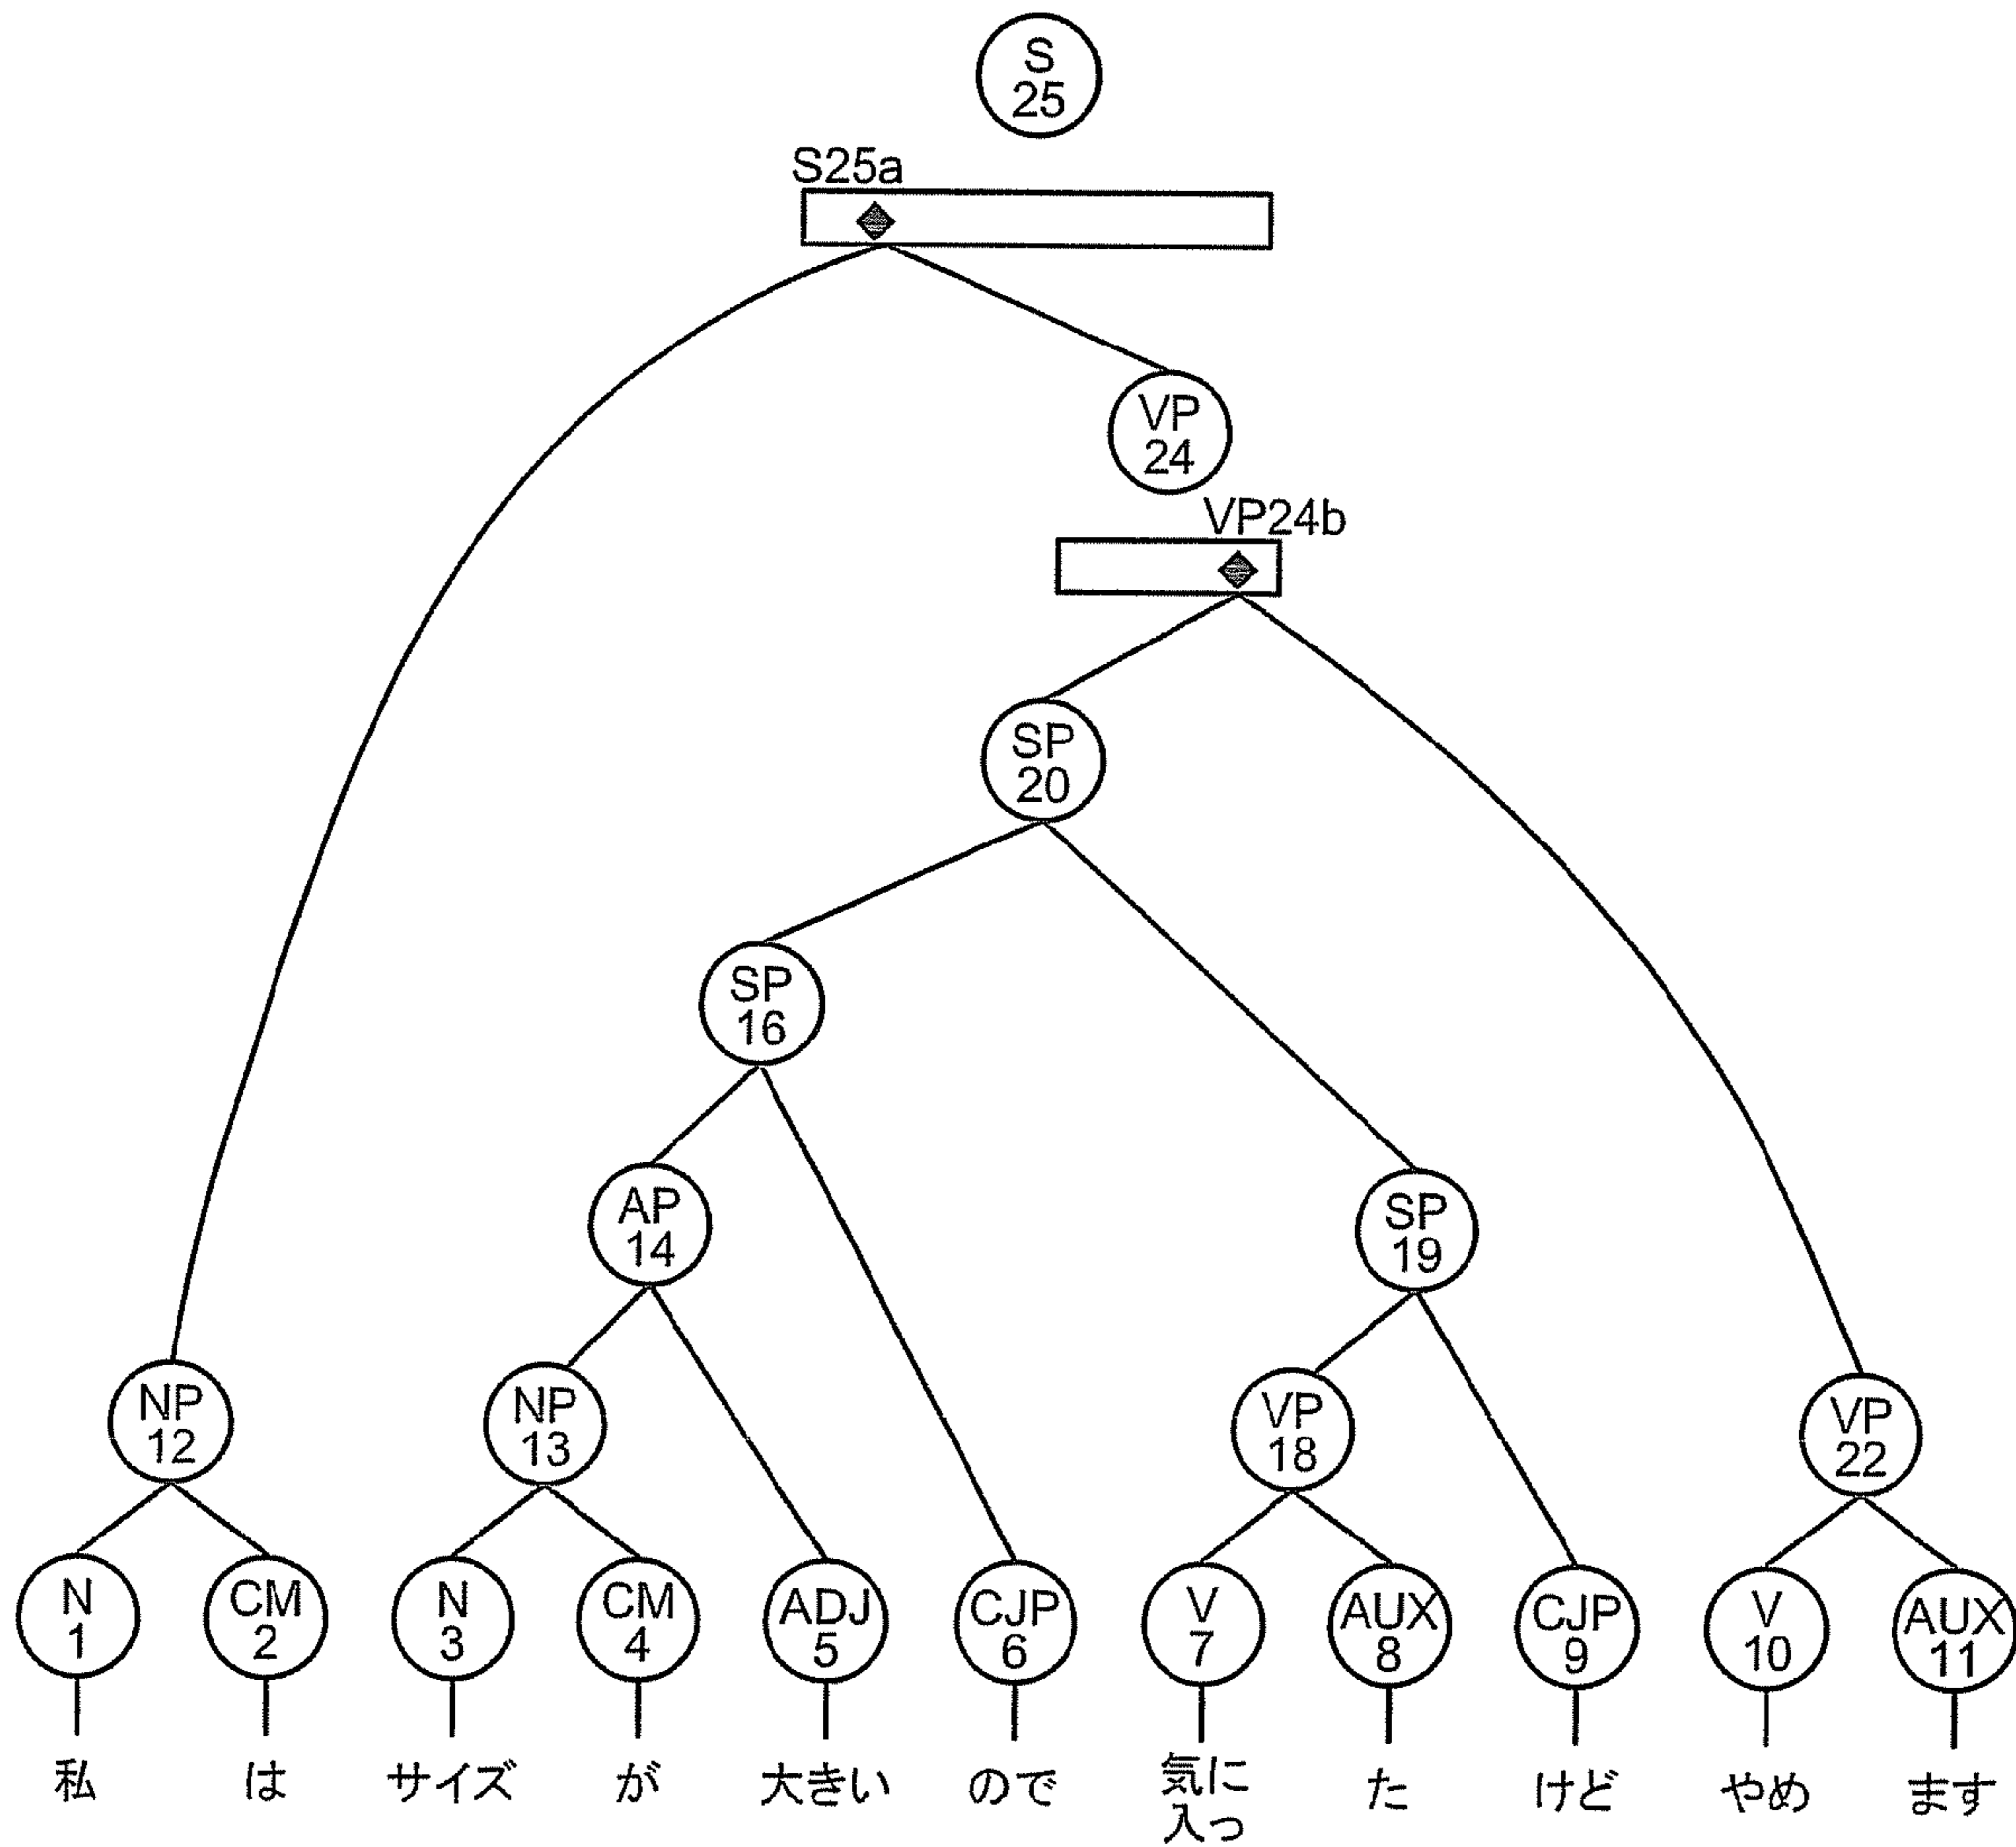 S
25
S25a
VP
24
VP24b
SP
20
SP
16
AP
14
SP
19
NP
12
NP
13
VP
18
VP
22
N
1
CM
2
N
3
CM
4
ADJ
5
CJP
6
V
7
AUX
8
CJP
9
V
10
AUX
11
私 は サイズ が 大きい ので 気に入っ た けど やめ ます